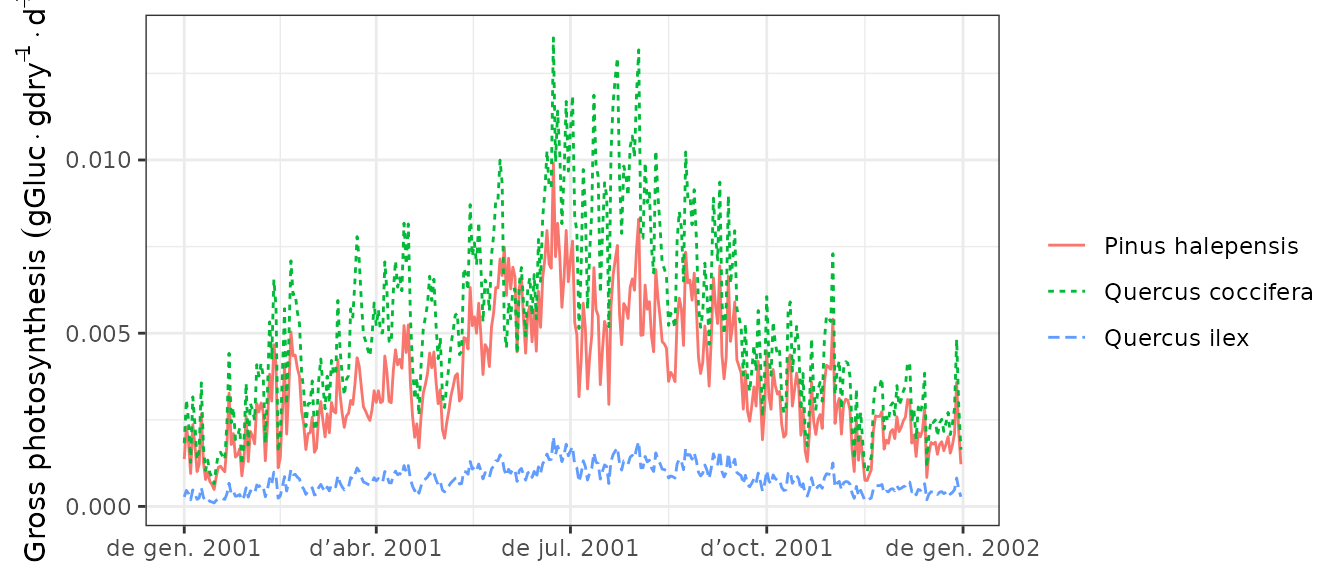 Gross photosynthesis (gGluc · gdry⁻¹ · d⁻
0.010
0.005
0.000
de gen. 2001
d’abr. 2001
de jul. 2001
d’oct. 2001
de gen. 2002
Pinus halepensis
Quercus coccifera
Quercus ilex